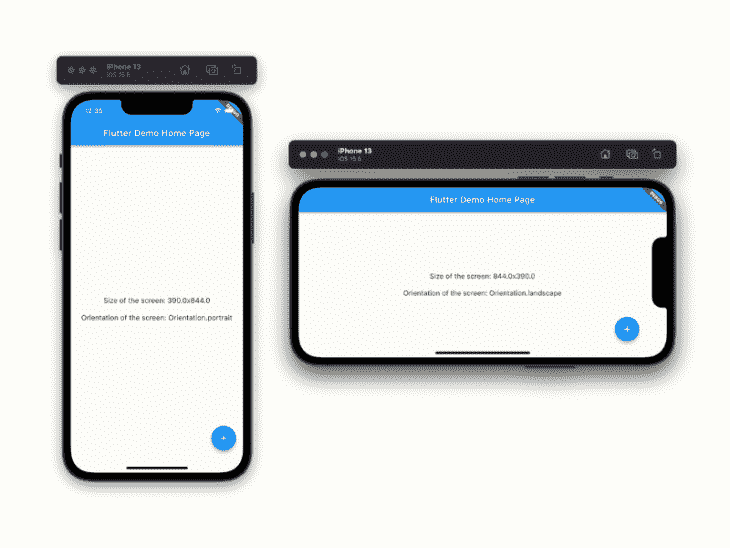 iPhone 13
iOS 15.5
12:35
Flutter Demo Home Page
Size of the screen: 390.0x844.0
Orientation of the screen: Orientation.portrait
iPhone 13
iOS 15.5
DEBUG
Flutter Demo Home Page
Size of the screen: 844.0x390.0
Orientation of the screen: Orientation.landscape